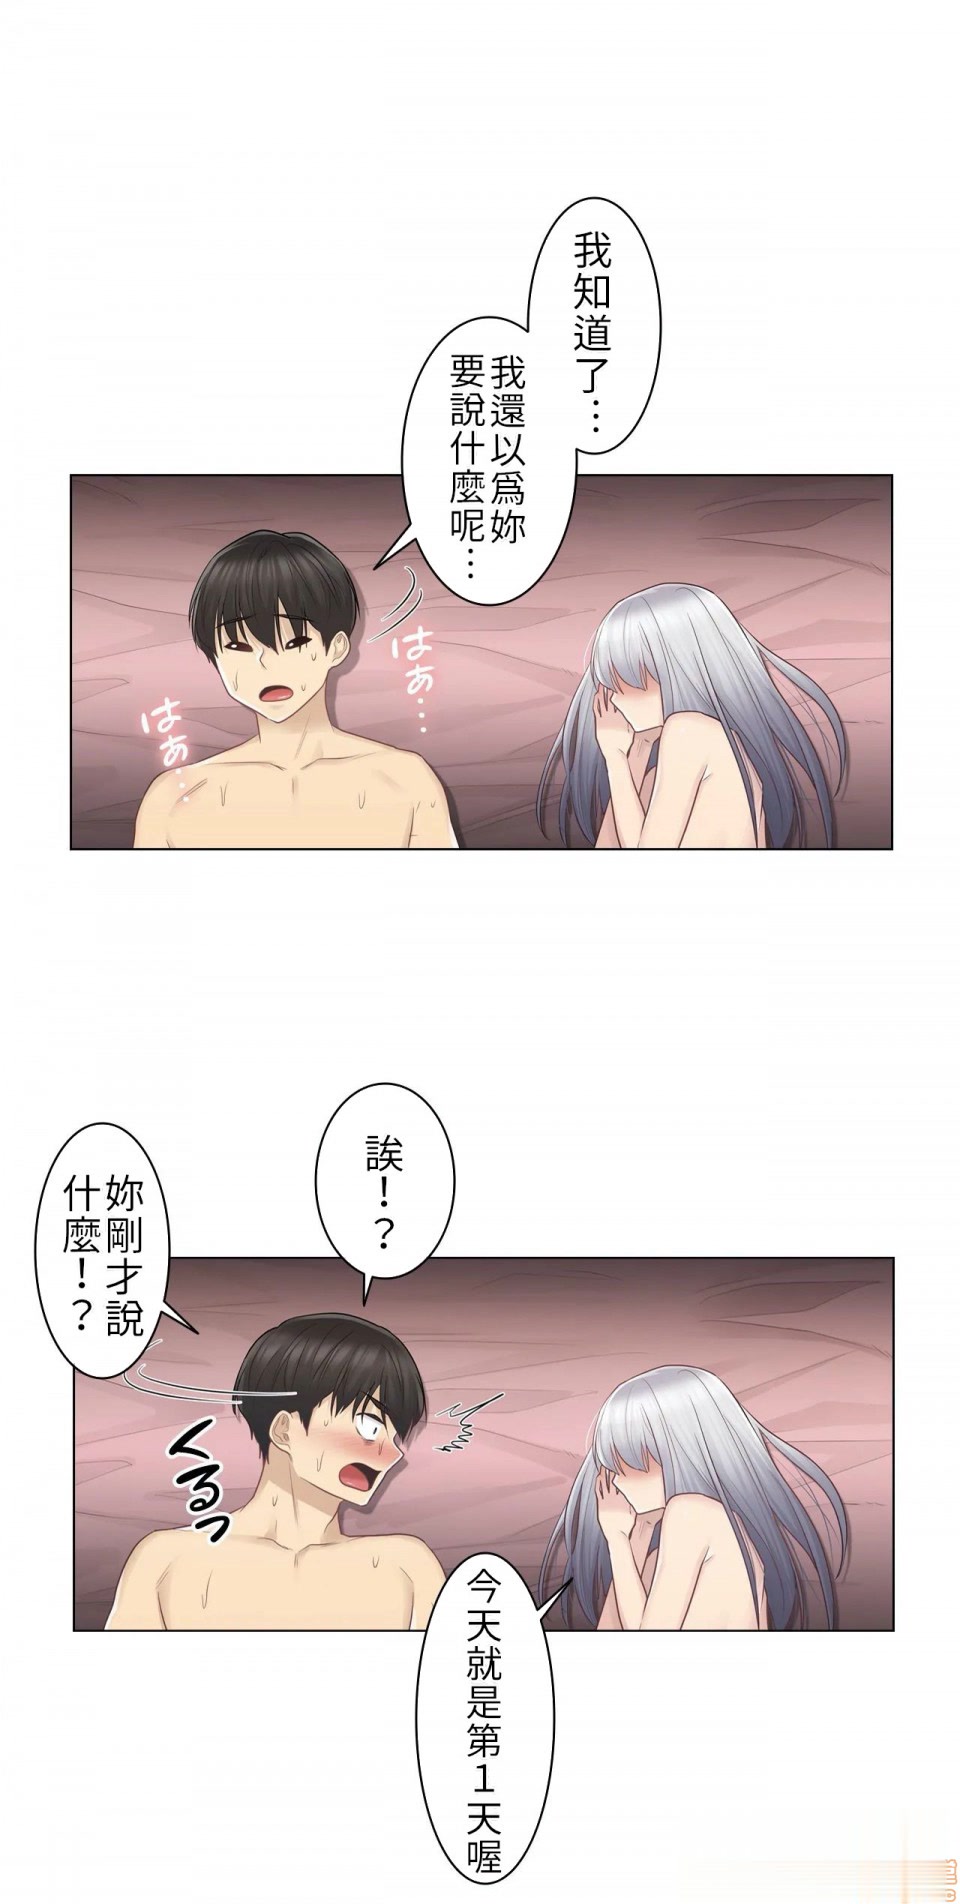 我知道了…
我還以為妳
要說什麼呢…
はぁ…
はぁ…
誒！？
妳剛才說
什麼！？
くるっ
今天就是第1天喔